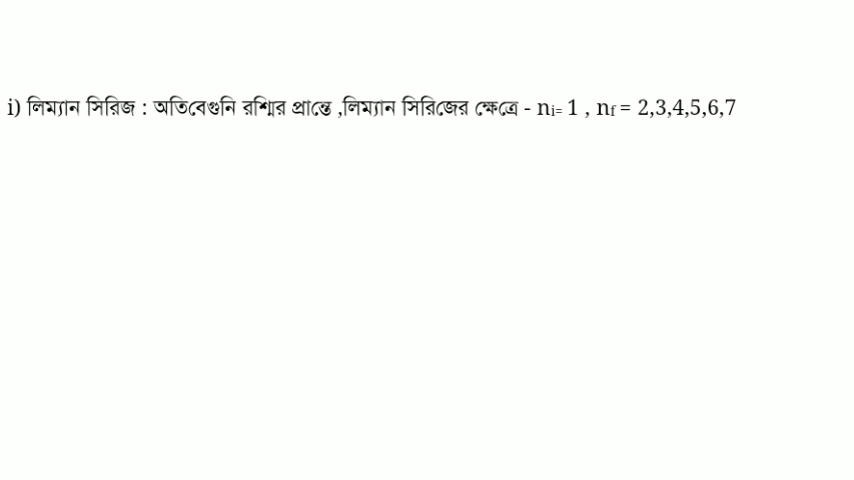 i) লিম্যান সিরিজ : অতিবেগুনি রশ্মির প্রান্তে ,লিম্যান সিরিজের ক্ষেত্রে - ni= 1 , nf = 2,3,4,5,6,7